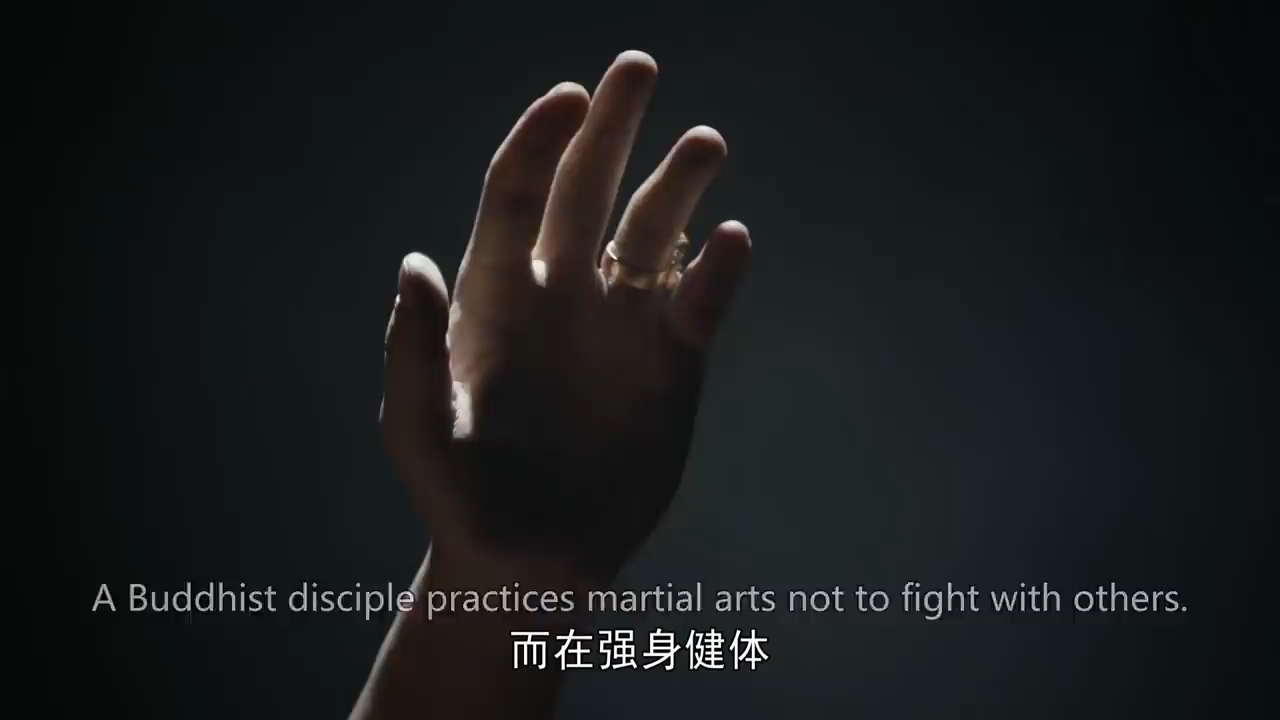 A Buddhist disciple practices martial arts not to fight with others.
而在强身健体